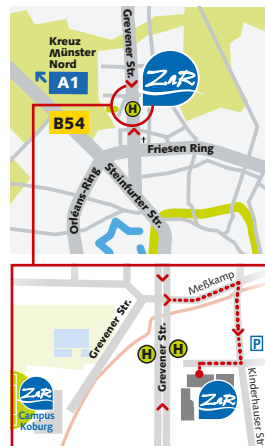 Grevener Str.
Kreuz
Münster
Nord
A1
ZaR
B54
H
Friesen Ring
Orléans-Ring
Steinfurter Str.
Meßkamp
Grevener Str.
Grevener Str.
H
H
P
Kinderhauser St
ZaR
Campus
Koburg
ZaR